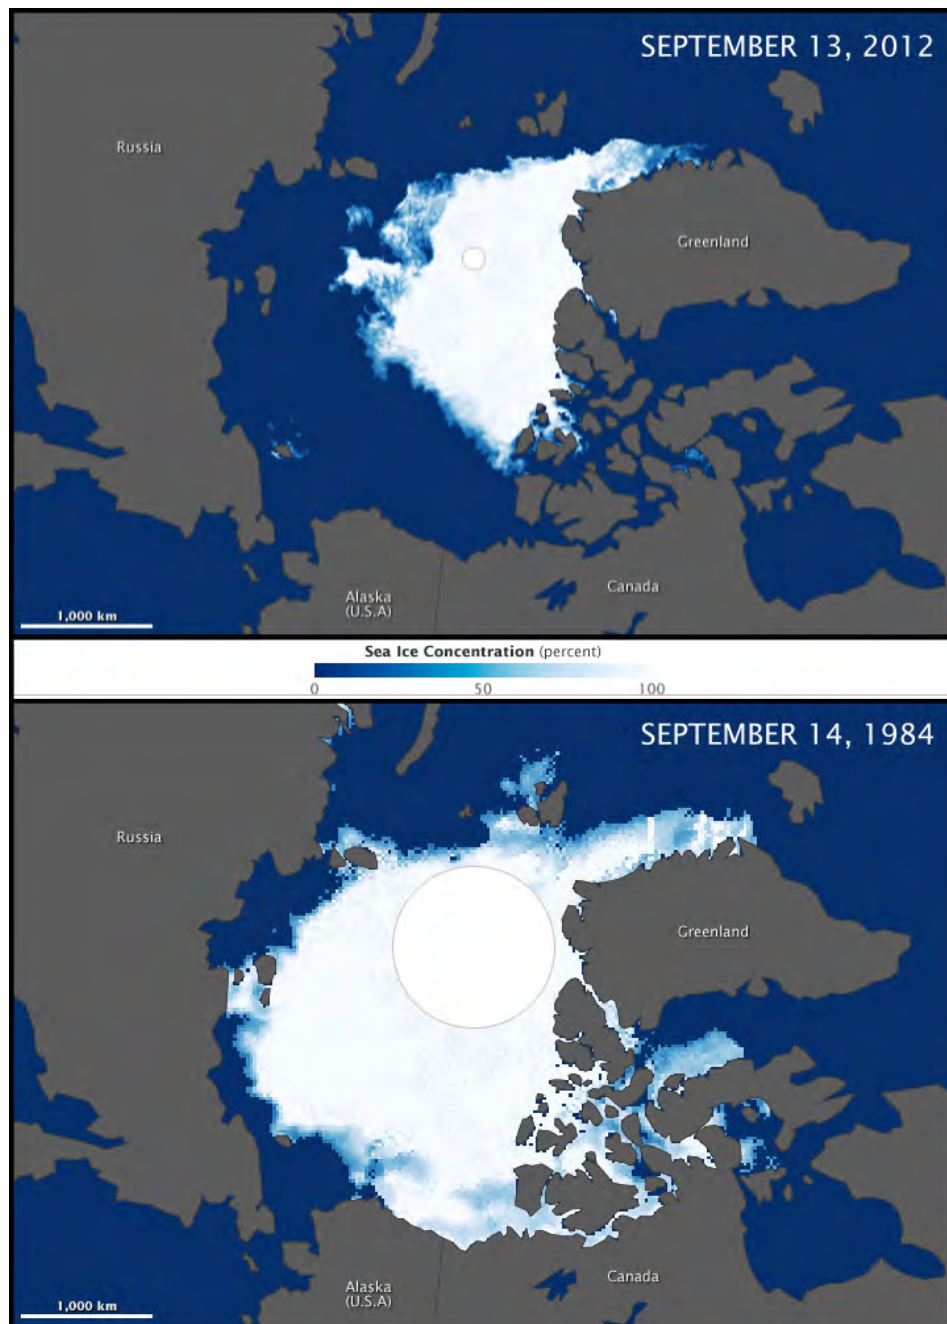 SEPTEMBER 13, 2012
Russia
Greenland
Alaska
(U.S.A)
Canada
1,000 km
Sea Ice Concentration (percent)
0 50 100
SEPTEMBER 14, 1984
Russia
Greenland
Alaska
(U.S.A)
Canada
1,000 km